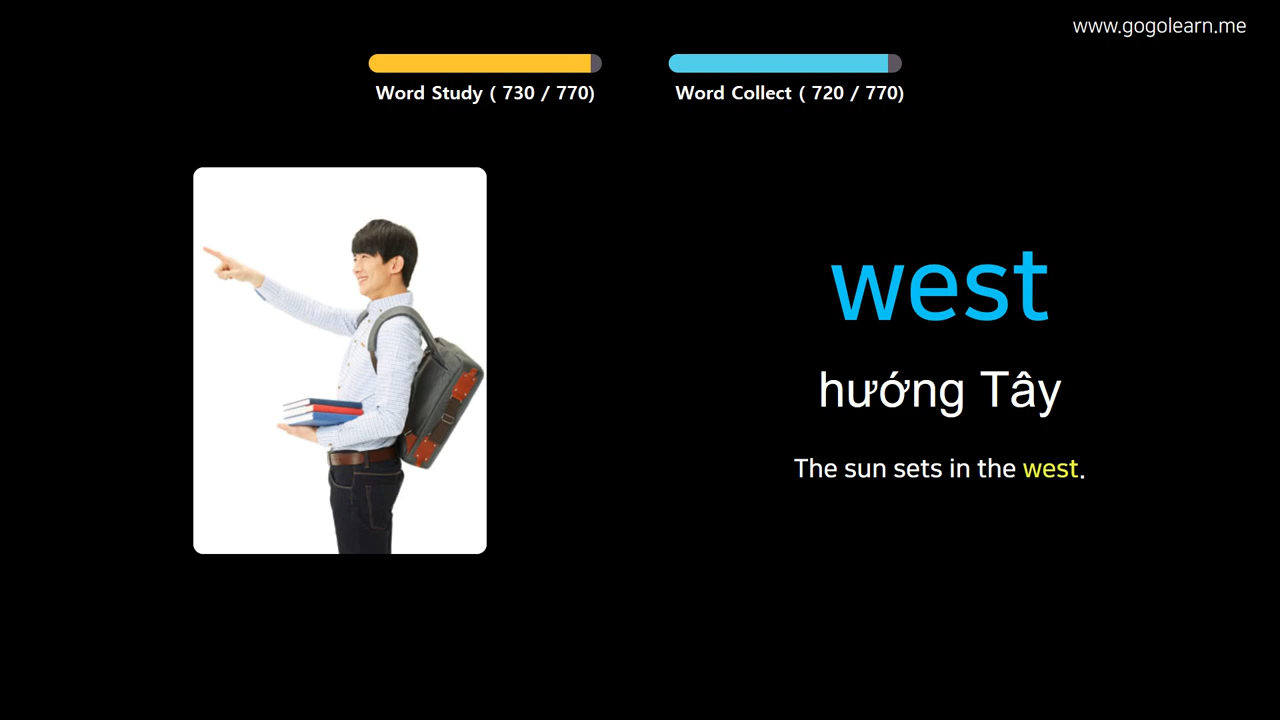 www.gogolearn.me
Word Study ( 730 / 770)
Word Collect ( 720 / 770)
west
hướng Tây
The sun sets in the west.